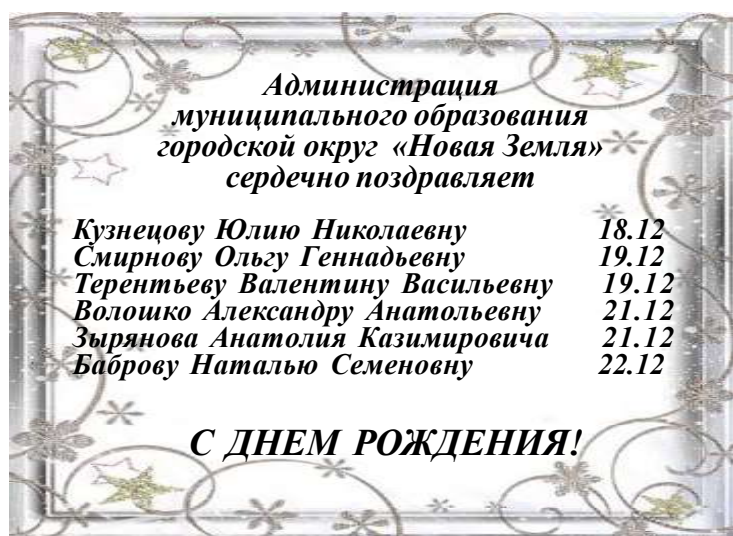 Администрация
муниципального образования
городской округ «Новая Земля»
сердечно поздравляет
Кузнецову Юлию Николаевну 18.12
Смирнову Ольгу Геннадьевну 19.12
Терентьеву Валентину Васильевну 19.12
Волошко Александру Анатольевну 21.12
Зырянова Анатолия Казимировича 21.12
Баброву Наталью Семеновну 22.12
С ДНЕМ РОЖДЕНИЯ!